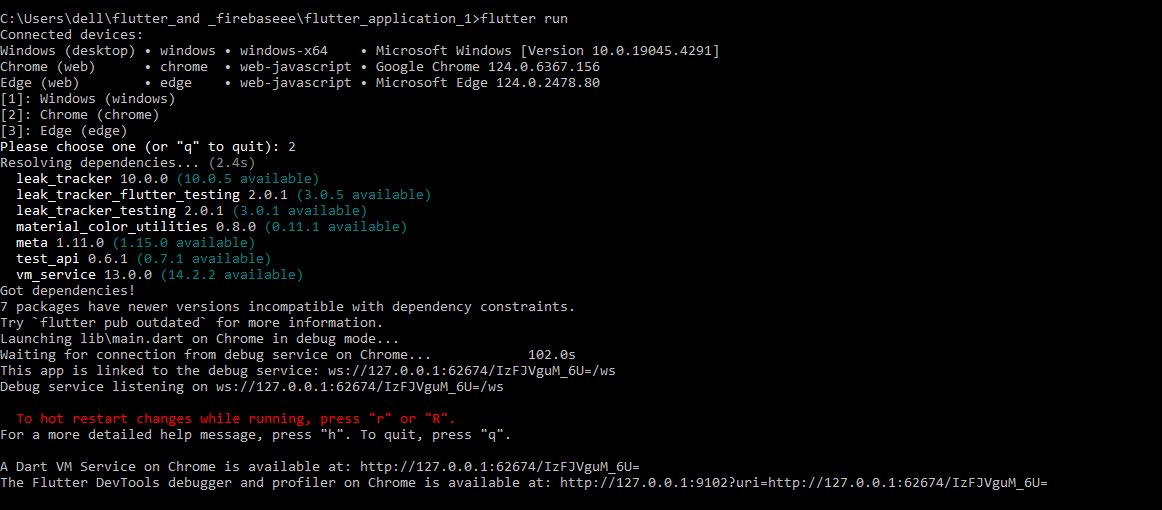 C:\Users\dell\flutter_and _firebaseee\flutter_application_1>flutter run
Connected devices:
Windows (desktop) • windows • windows-x64    • Microsoft Windows [Version 10.0.19045.4291]
Chrome (web)      • chrome  • web-javascript • Google Chrome 124.0.6367.156
Edge (web)        • edge    • web-javascript • Microsoft Edge 124.0.2478.80
[1]: Windows (windows)
[2]: Chrome (chrome)
[3]: Edge (edge)
Please choose one (or "q" to quit): 2
Resolving dependencies... (2.4s)
  leak_tracker 10.0.0 (10.0.5 available)
  leak_tracker_flutter_testing 2.0.1 (3.0.5 available)
  leak_tracker_testing 2.0.1 (3.0.1 available)
  material_color_utilities 0.8.0 (0.11.1 available)
  meta 1.11.0 (1.15.0 available)
  test_api 0.6.1 (0.7.1 available)
  vm_service 13.0.0 (14.2.2 available)
Got dependencies!
7 packages have newer versions incompatible with dependency constraints.
Try `flutter pub outdated` for more information.
Launching lib\main.dart on Chrome in debug mode...
Waiting for connection from debug service on Chrome...            102.0s
This app is linked to the debug service: ws://127.0.0.1:62674/IzFJVguM_6U=/ws
Debug service listening on ws://127.0.0.1:62674/IzFJVguM_6U=/ws
  To hot restart changes while running, press "r" or "R".
For a more detailed help message, press "h". To quit, press "q".
A Dart VM Service on Chrome is available at: http://127.0.0.1:62674/IzFJVguM_6U=
The Flutter DevTools debugger and profiler on Chrome is available at: http://127.0.0.1:9102?uri=http://127.0.0.1:62674/IzFJVguM_6U=